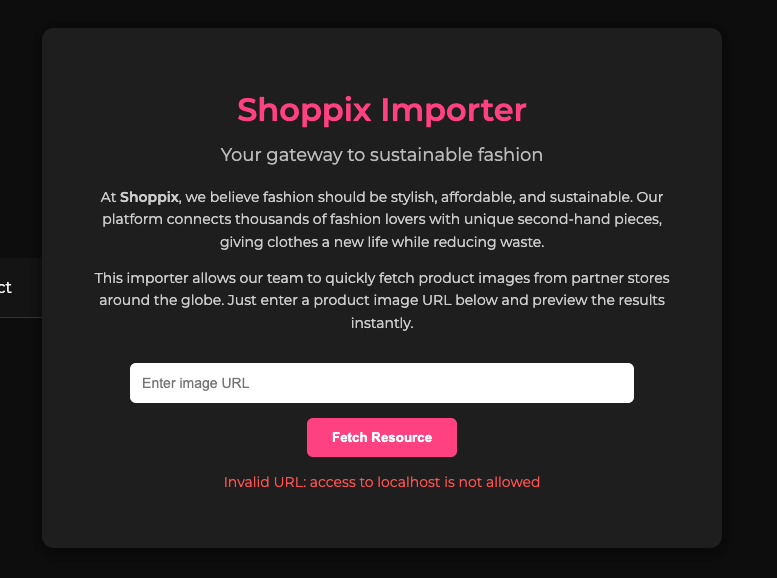 Shoppix Importer
Your gateway to sustainable fashion
At Shoppix, we believe fashion should be stylish, affordable, and sustainable. Our
platform connects thousands of fashion lovers with unique second-hand pieces,
giving clothes a new life while reducing waste.
ct
This importer allows our team to quickly fetch product images from partner stores
around the globe. Just enter a product image URL below and preview the results
instantly.
Enter image URL
Fetch Resource
Invalid URL: access to localhost is not allowed